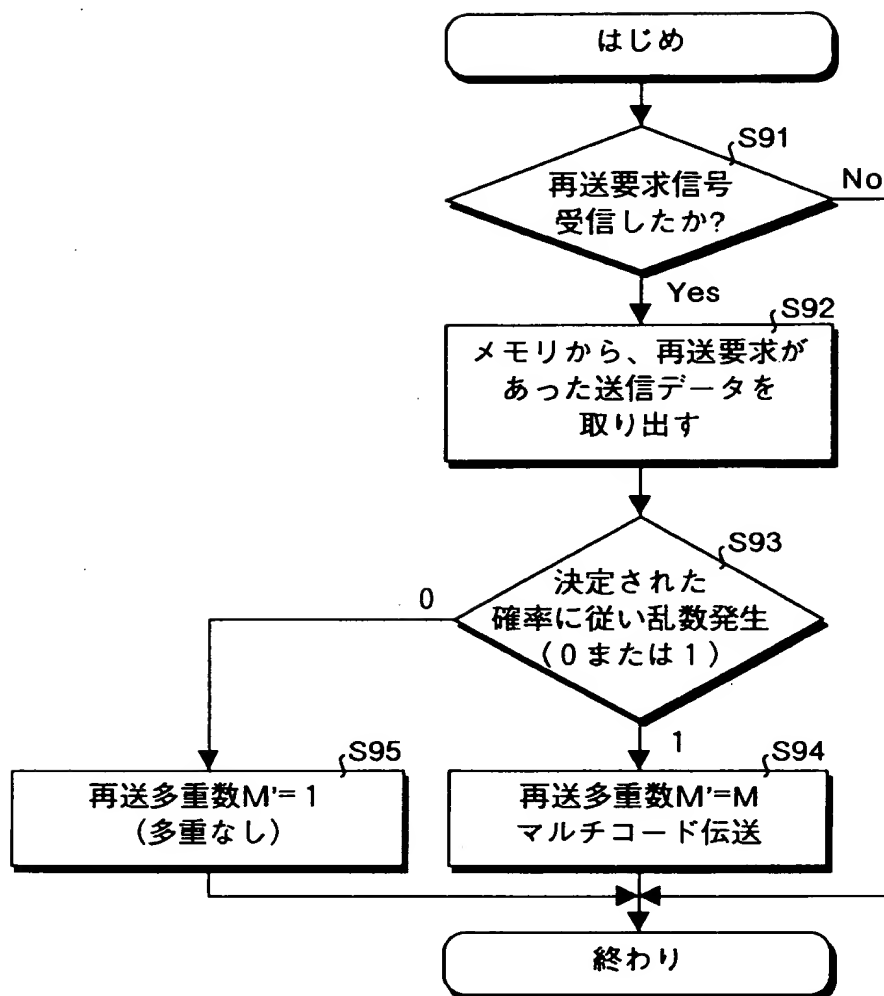 はじめ
S91
再送要求信号
受信したか?
No
Yes
S92
メモリから、再送要求が
あった送信データを
取り出す
S93
決定された
確率に従い乱数発生
(0または1)
0
1
S95
再送多重数M'=1
(多重なし)
S94
再送多重数M'=M
マルチコード伝送
終わり